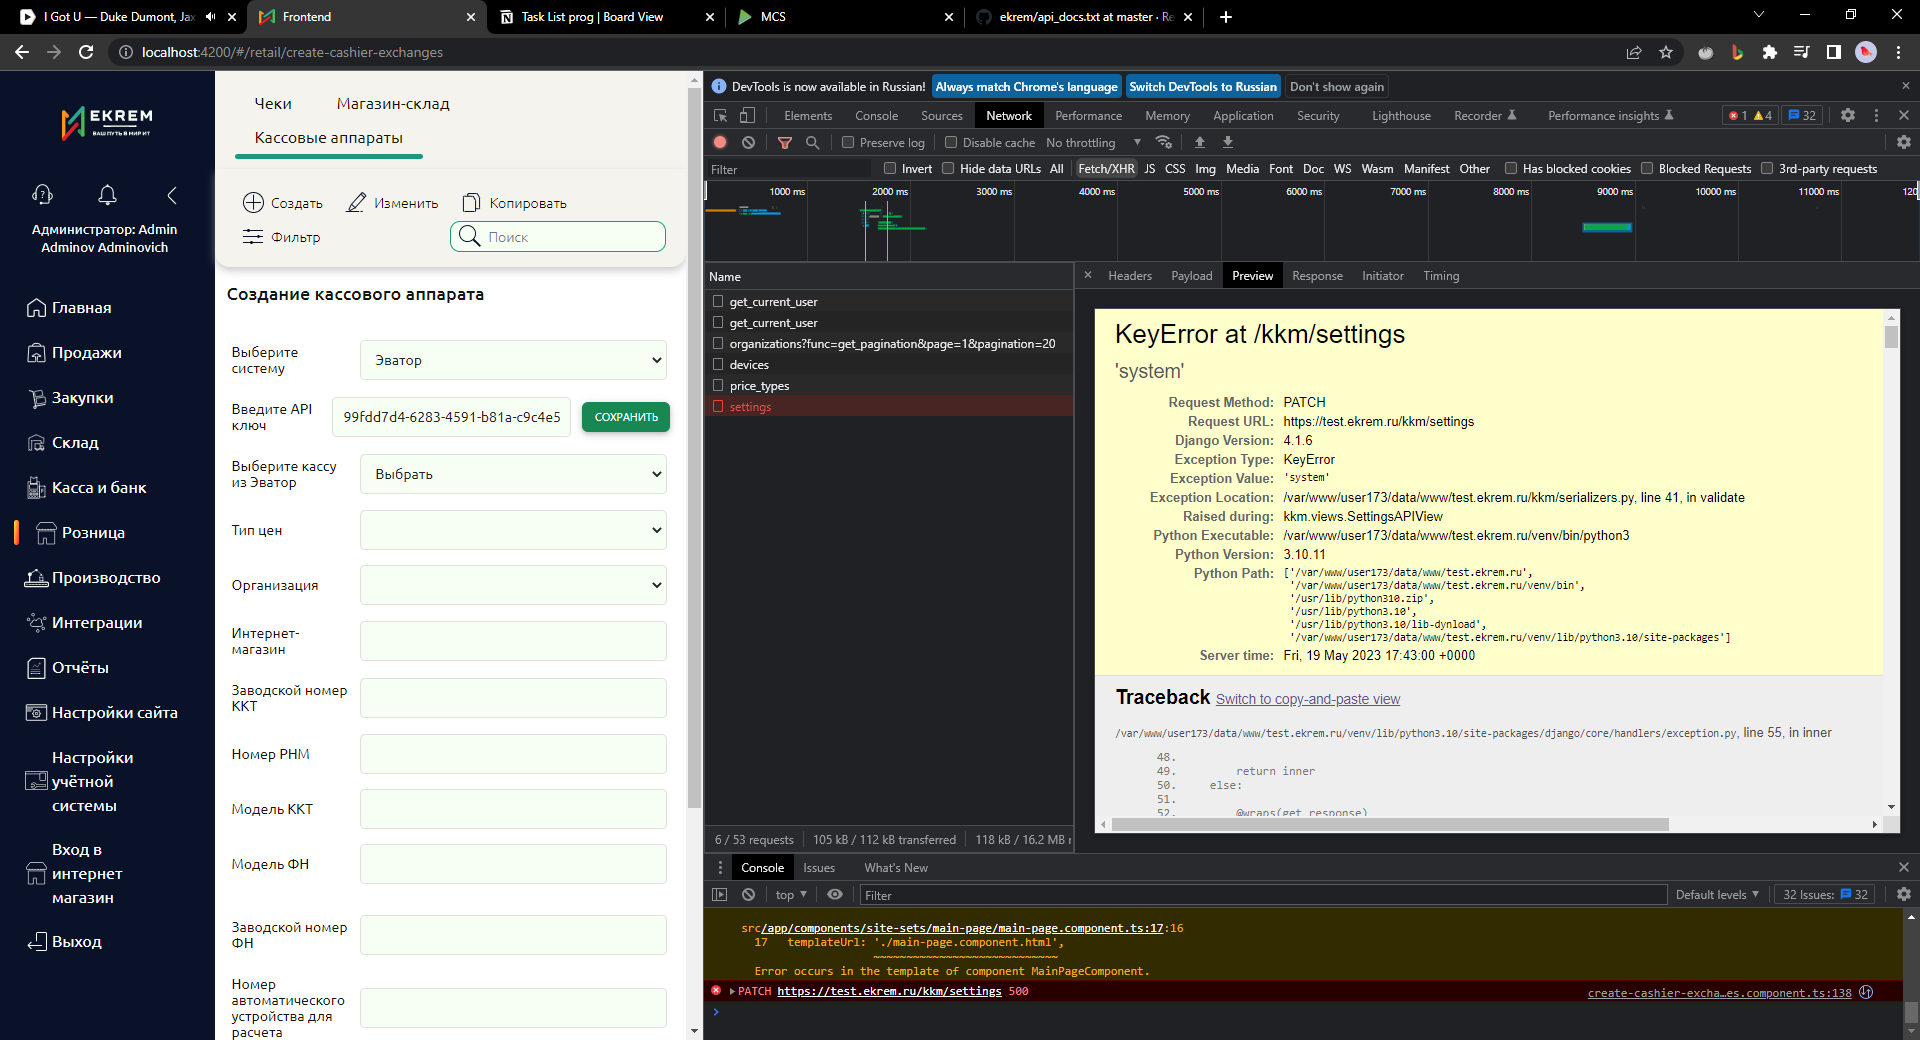 I Got U — Duke Dumont, Jax
Frontend
Task List prog | Board View
MCS
ekrem/api_docs.txt at master · Re
localhost:4200/#/retail/create-cashier-exchanges
EKREM
ВАШ ПУТЬ В МИР ИТ
Администратор: Admin
Adminov Adminovich
Главная
Продажи
Закупки
Склад
Касса и банк
Розница
Производство
Интеграции
Отчёты
Настройки сайта
Настройки
учётной
системы
Вход в
интернет
магазин
Выход
Чеки
Магазин-склад
Кассовые аппараты
Создать
Изменить
Копировать
Фильтр
Поиск
Создание кассового аппарата
Выберите
систему
Эватор
Введите API
ключ
99fdd7d4-6283-4591-b81a-c9c4e5
СОХРАНИТЬ
Выберите кассу
из Эватор
Выбрать
Тип цен
Организация
Интернет-
магазин
Заводской номер
ККТ
Номер РНМ
Модель ККТ
Модель ФН
Заводской номер
ФН
Номер
автоматического
устройства для
расчета
DevTools is now available in Russian!
Always match Chrome's language
Switch DevTools to Russian
Don't show again
Elements
Console
Sources
Network
Performance
Memory
Application
Security
Lighthouse
Recorder
Performance insights
1
4
32
Preserve log
Disable cache
No throttling
Filter
Invert
Hide data URLs
All
Fetch/XHR
JS
CSS
Img
Media
Font
Doc
WS
Wasm
Manifest
Other
Has blocked cookies
Blocked Requests
3rd-party requests
1000 ms
2000 ms
3000 ms
4000 ms
5000 ms
6000 ms
7000 ms
8000 ms
9000 ms
10000 ms
11000 ms
120
Name
get_current_user
get_current_user
organizations?func=get_pagination&page=1&pagination=20
devices
price_types
settings
6 / 53 requests
105 kB / 112 kB transferred
118 kB / 16.2 MB r
Headers
Payload
Preview
Response
Initiator
Timing
KeyError at /kkm/settings
'system'
Request Method: PATCH
Request URL: https://test.ekrem.ru/kkm/settings
Django Version: 4.1.6
Exception Type: KeyError
Exception Value: 'system'
Exception Location: /var/www/user173/data/www/test.ekrem.ru/kkm/serializers.py, line 41, in validate
Raised during: kkm.views.SettingsAPIView
Python Executable: /var/www/user173/data/www/test.ekrem.ru/venv/bin/python3
Python Version: 3.10.11
Python Path: ['/var/www/user173/data/www/test.ekrem.ru',
'/var/www/user173/data/www/test.ekrem.ru/venv/bin',
'/usr/lib/python310.zip',
'/usr/lib/python3.10',
'/usr/lib/python3.10/lib-dynload',
'/var/www/user173/data/www/test.ekrem.ru/venv/lib/python3.10/site-packages']
Server time: Fri, 19 May 2023 17:43:00 +0000
Traceback Switch to copy-and-paste view
/var/www/user173/data/www/test.ekrem.ru/venv/lib/python3.10/site-packages/django/core/handlers/exception.py, line 55, in inner
48.
49. return inner
50. else:
51.
52. @wraps(get_response)
Console
Issues
What's New
top
Filter
Default levels
32 Issues:
32
src/app/components/site-sets/main-page/main-page.component.ts:17:16
17 templateUrl: './main-page.component.html',
~~~~~~~~~~~~~~~~~~~~~~~~~~~~
Error occurs in the template of component MainPageComponent.
PATCH https://test.ekrem.ru/kkm/settings 500
create-cashier-excha…es.component.ts:138